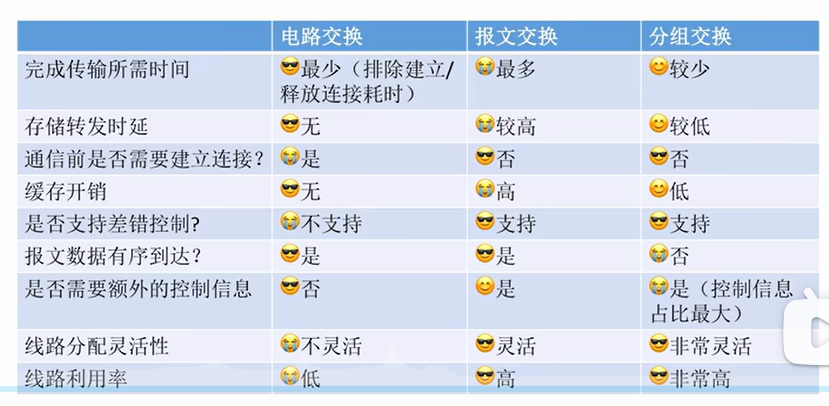 电路交换 报文交换 分组交换
完成传输所需时间 😎最少（排除建立/ 😭最多 😊较少
释放连接耗时）
存储转发时延 😎无 😭较高 😊较低
通信前是否需要建立连接？ 😭是 😎否 😎否
缓存开销 😎无 😭高 😊低
是否支持差错控制? 😭不支持 😎支持 😎支持
报文数据有序到达？ 😎是 😎是 😭否
是否需要额外的控制信息 😎否 😊是 😭是（控制信息
占比最大）
线路分配灵活性 😭不灵活 😎灵活 😎非常灵活
线路利用率 😭低 😎高 😎非常高